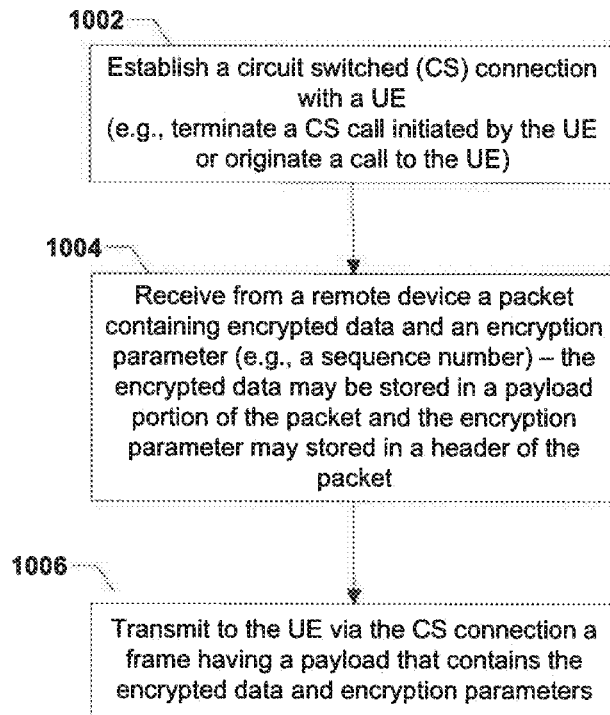 1002
Establish a circuit switched (CS) connection
with a UE
(e.g., terminate a CS call initiated by the UE
or originate a call to the UE)
1004
Receive from a remote device a packet
containing encrypted data and an encryption
parameter (e.g., a sequence number) – the
encrypted data may be stored in a payload
portion of the packet and the encryption
parameter may stored in a header of the
packet
1006
Transmit to the UE via the CS connection a
frame having a payload that contains the
encrypted data and encryption parameters